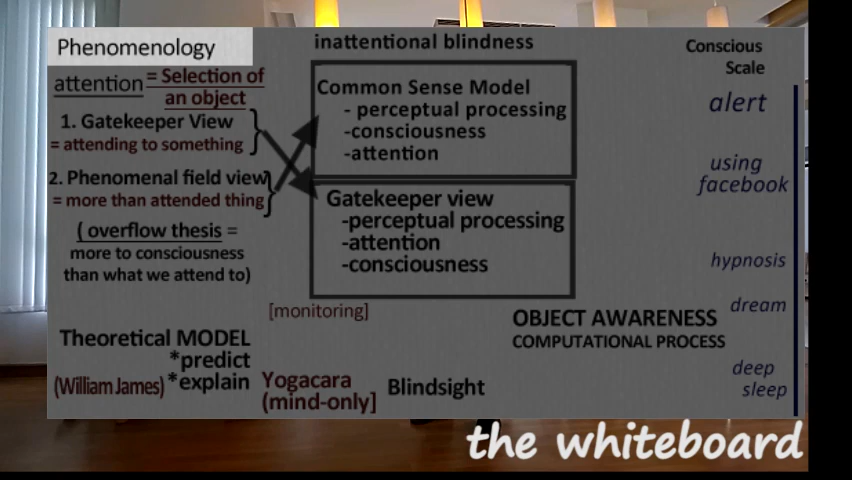 Phenomenology
attention = Selection of
an object
1. Gatekeeper View
= attending to something
2. Phenomenal field view
= more than attended thing
( overflow thesis =
more to consciousness
than what we attend to)
Theoretical MODEL
*predict
(William James) *explain
inattentional blindness
Common Sense Model
- perceptual processing
-consciousness
-attention
Gatekeeper view
-perceptual processing
-attention
-consciousness
[monitoring]
Yogacara
(mind-only]
Blindsight
OBJECT AWARENESS
COMPUTATIONAL PROCESS
Conscious
Scale
alert
using
facebook
hypnosis
dream
deep
sleep
the whiteboard